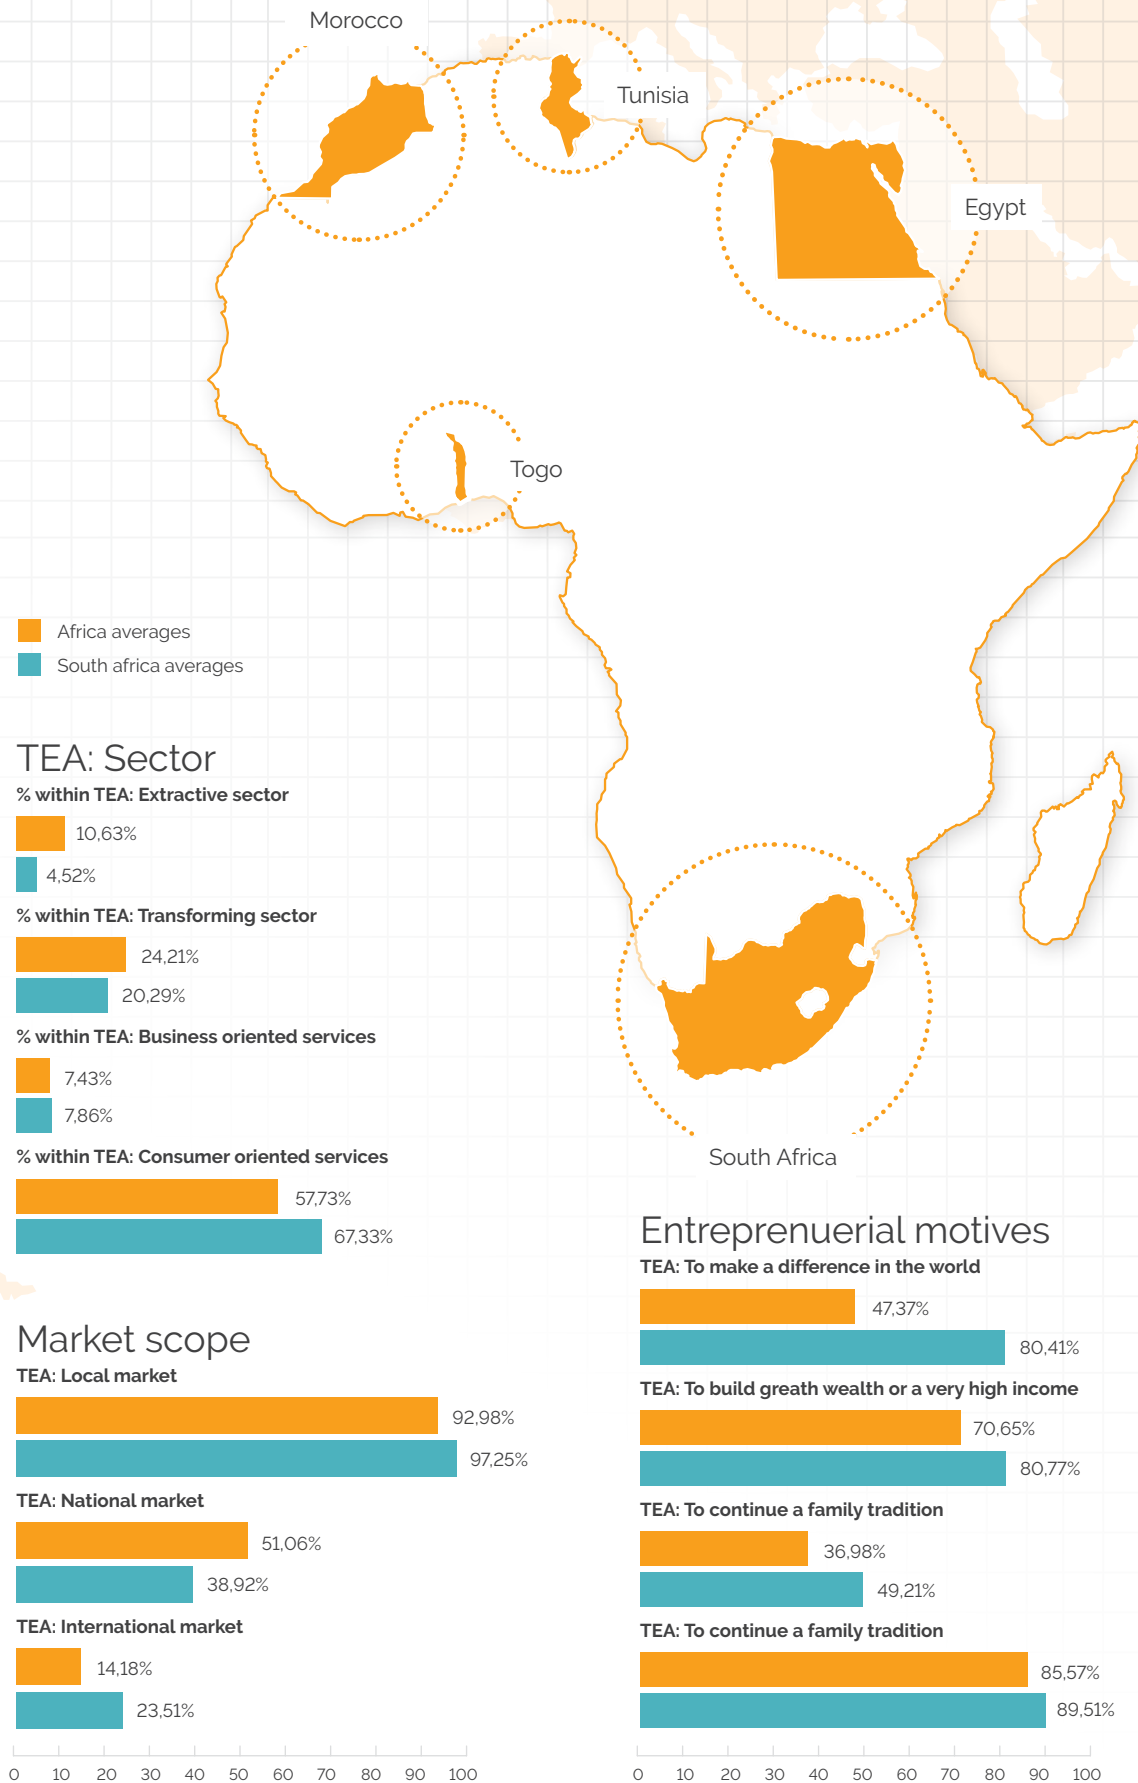 Morocco
Tunisia
Egypt
Togo
Africa averages
South africa averages
TEA: Sector
% within TEA: Extractive sector
10,63%
4,52%
% within TEA: Transforming sector
24,21%
20,29%
% within TEA: Business oriented services
7,43%
7,86%
% within TEA: Consumer oriented services
57,73%
67,33%
South Africa
Market scope
TEA: Local market
92,98%
97,25%
TEA: National market
51,06%
38,92%
TEA: International market
14,18%
23,51%
0 10 20 30 40 50 60 70 80 90 100
Entreprenuerial motives
TEA: To make a difference in the world
47,37%
80,41%
TEA: To build greath wealth or a very high income
70,65%
80,77%
TEA: To continue a family tradition
36,98%
49,21%
TEA: To continue a family tradition
85,57%
89,51%
0 10 20 30 40 50 60 70 80 90 100